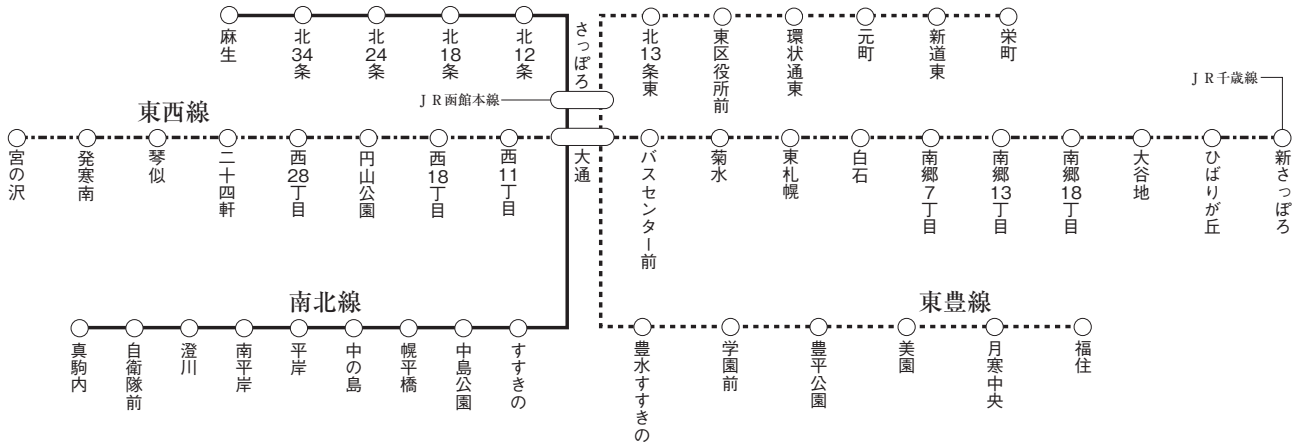 麻生
北34条
北24条
北18条
北12条
さっぽろ
北13条東
東区役所前
環状通東
元町
新道東
栄町
JR函館本線
JR千歳線
東西線
宮の沢
発寒南
琴似
二十四軒
西28丁目
円山公園
西18丁目
西11丁目
大通
バスセンター前
菊水
東札幌
白石
南郷7丁目
南郷13丁目
南郷18丁目
大谷地
ひばりが丘
新さっぽろ
南北線
真駒内
自衛隊前
澄川
南平岸
平岸
中の島
幌平橋
中島公園
すすきの
東豊線
豊水すすきの
学園前
豊平公園
美園
月寒中央
福住